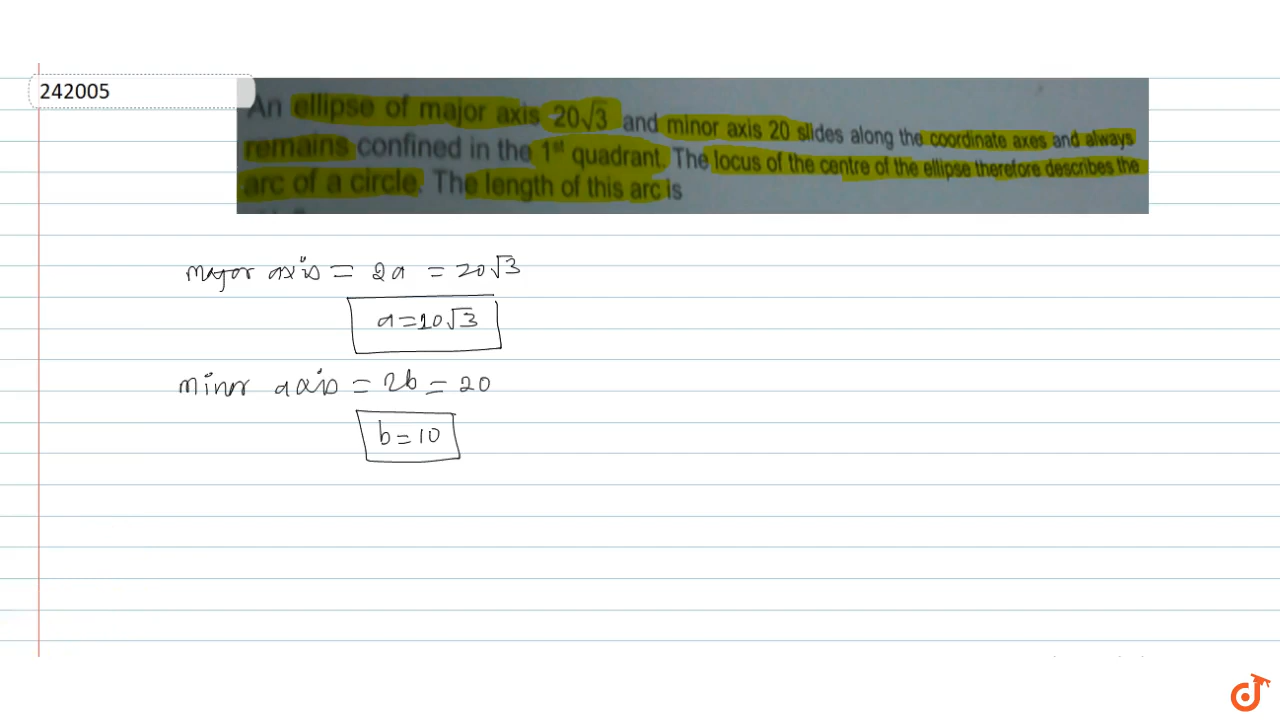 242005
An ellipse of major axis 20√3 and minor axis 20 slides along the coordinate axes and always
remains confined in the 1st quadrant. The locus of the centre of the ellipse therefore describes the
arc of a circle. The length of this arc is
major axis = 2a = 20√3
a = 10√3
minor axis = 2b = 20
b = 10